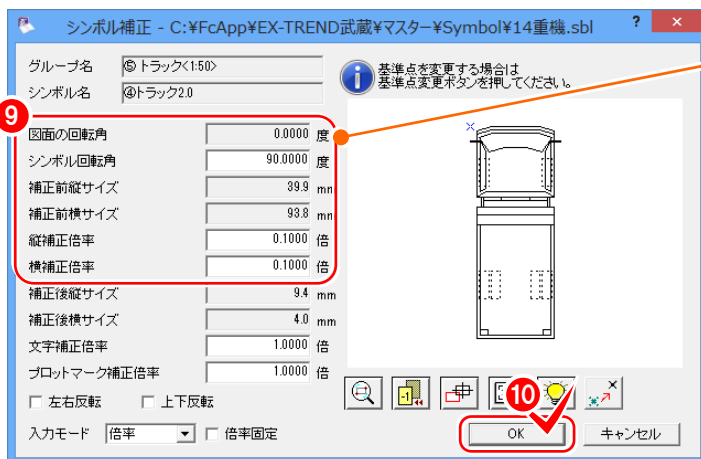 シンボル補正 - C:¥FcApp¥EX-TREND武蔵¥マスター¥Symbol¥14重機.sbl ? ×
グループ名 ⑤トラック<1:50>
シンボル名 ④トラック2.0
基準点を変更する場合は
基準点変更ボタンを押してください。
9
図面の回転角 0.0000 度
シンボル回転角 90.0000 度
補正前縦サイズ 39.9 mm
補正前横サイズ 93.8 mm
縦補正倍率 0.1000 倍
横補正倍率 0.1000 倍
補正後縦サイズ 9.4 mm
補正後横サイズ 4.0 mm
文字補正倍率 1.0000 倍
プロットマーク補正倍率 1.0000 倍
左右反転 上下反転
入力モード 倍率 倍率固定
-1
10
OK キャンセル